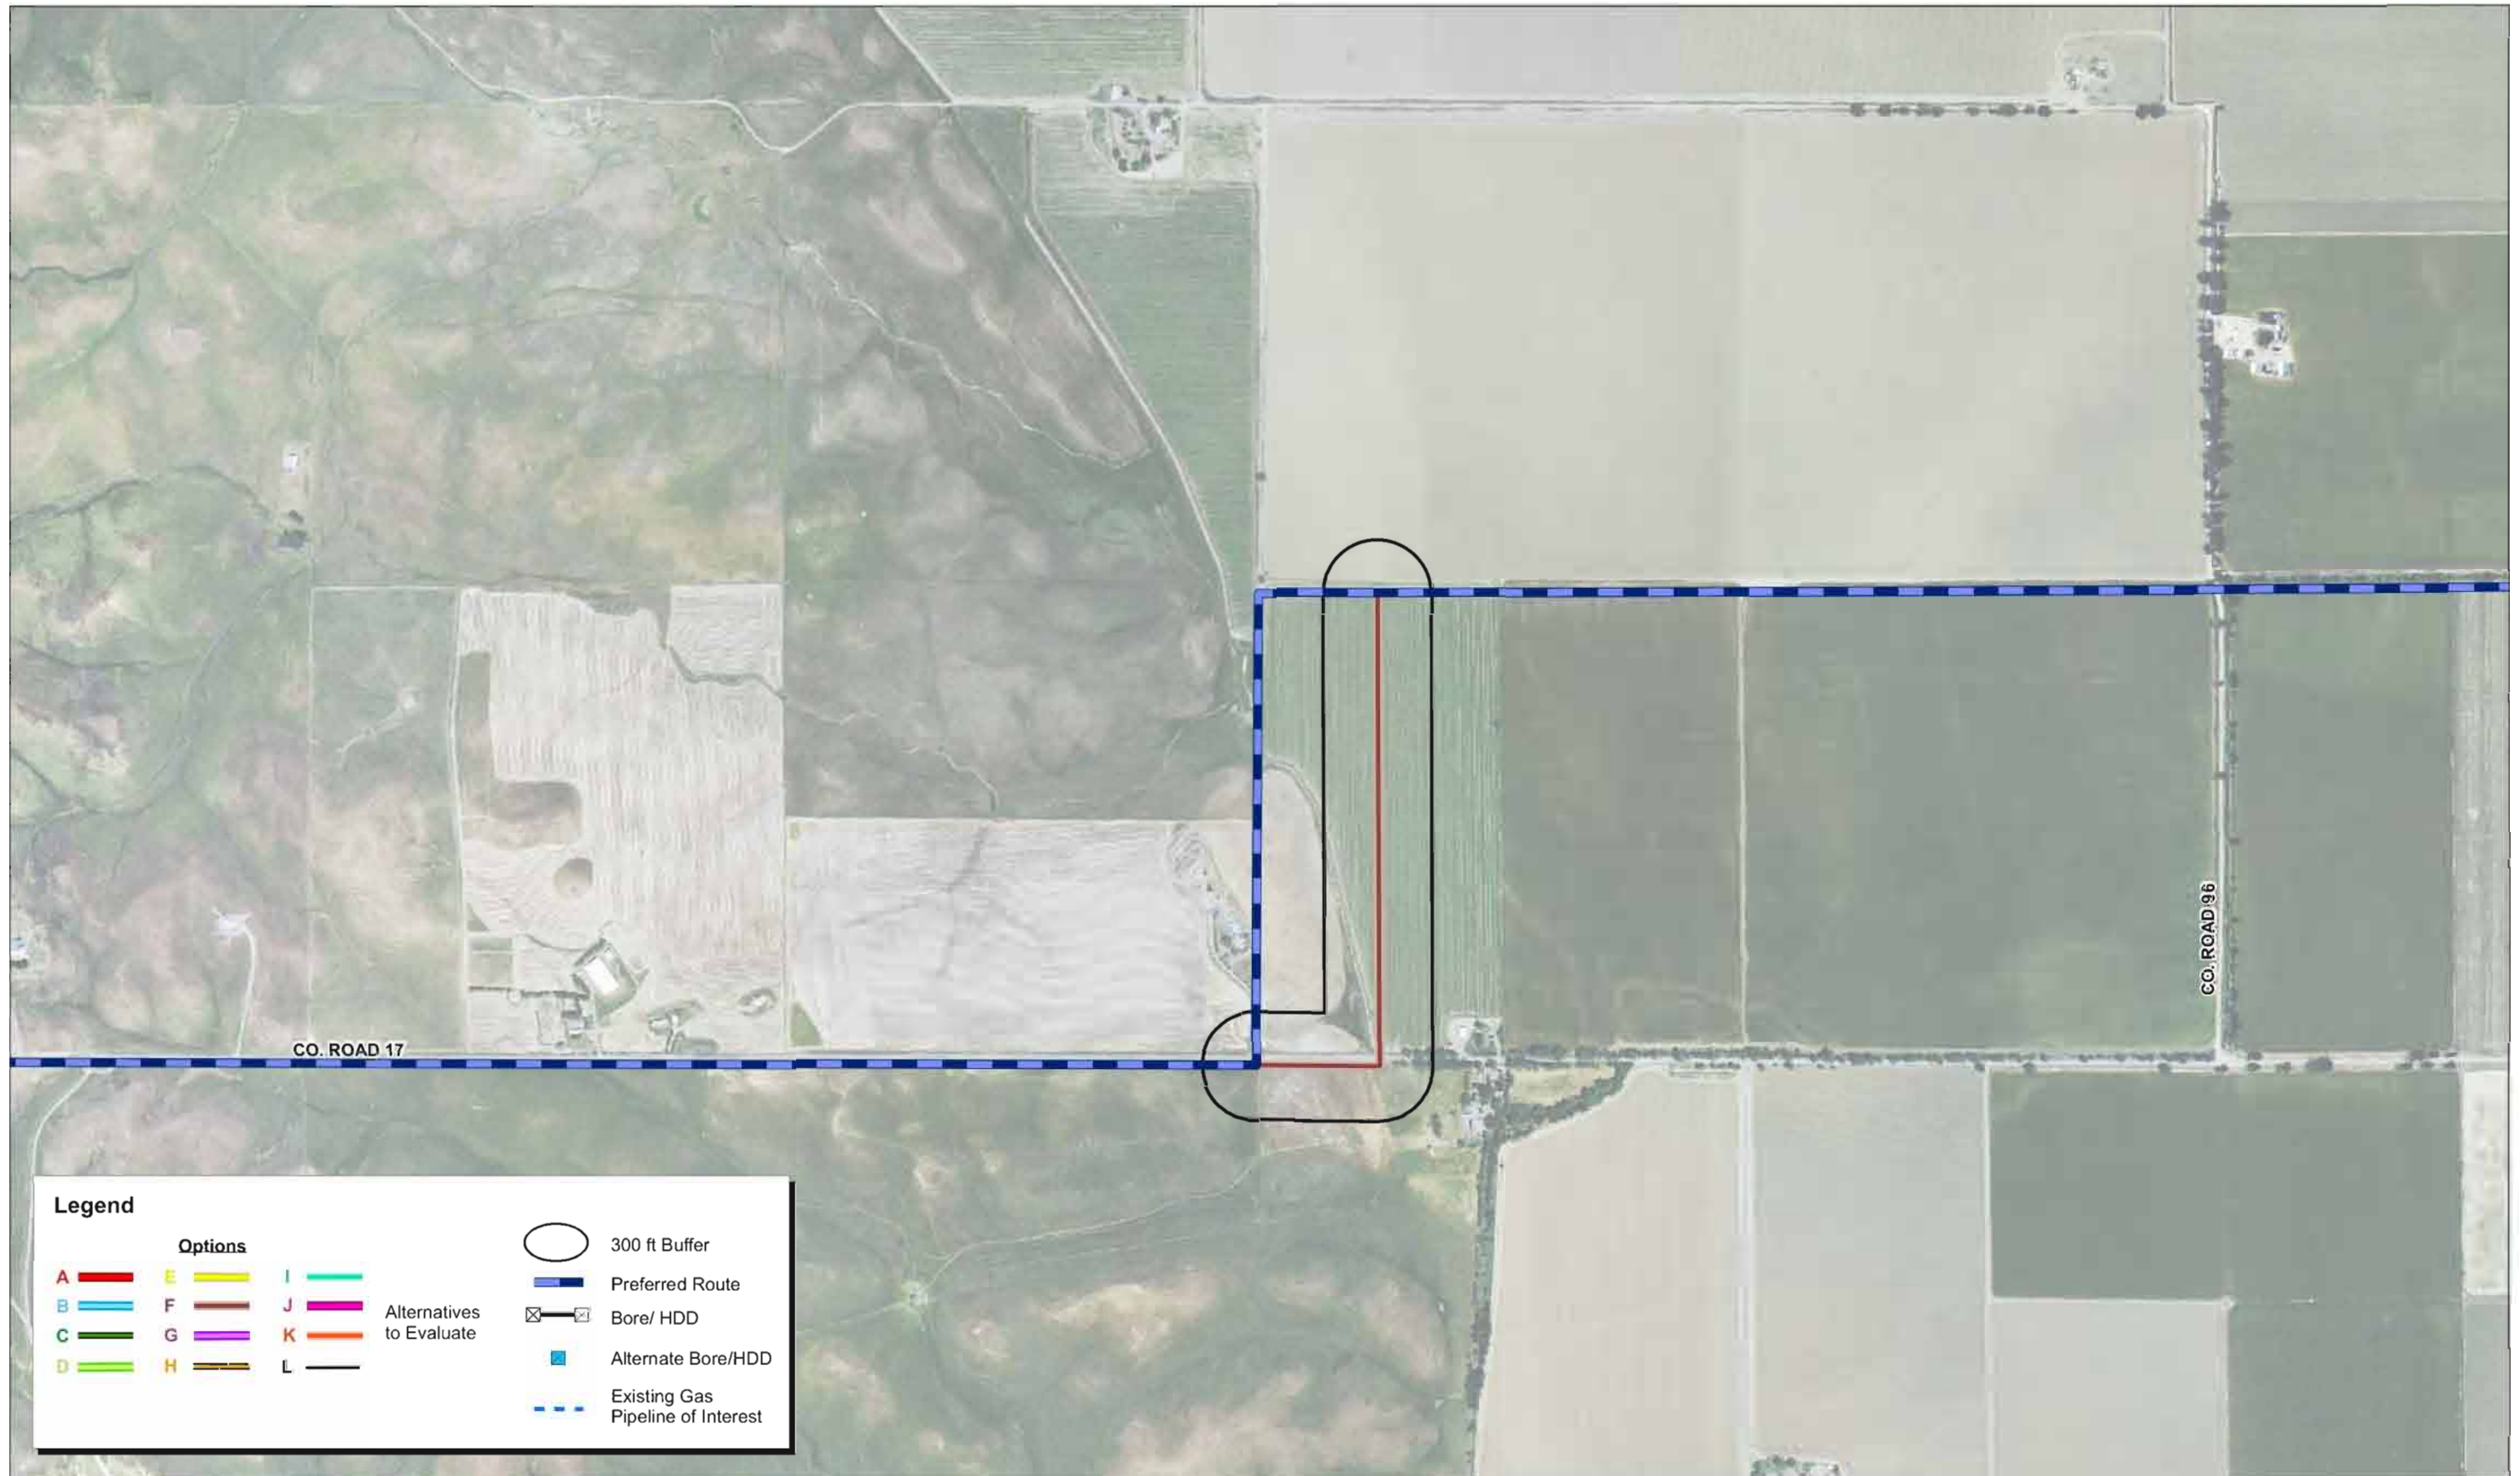 CO. ROAD 96
CO. ROAD 17
Legend
Options
A
E
I
B
F
J
C
G
K
D
H
L
Alternatives
to Evaluate
300 ft Buffer
Preferred Route
Bore/ HDD
Alternate Bore/HDD
Existing Gas
Pipeline of Interest